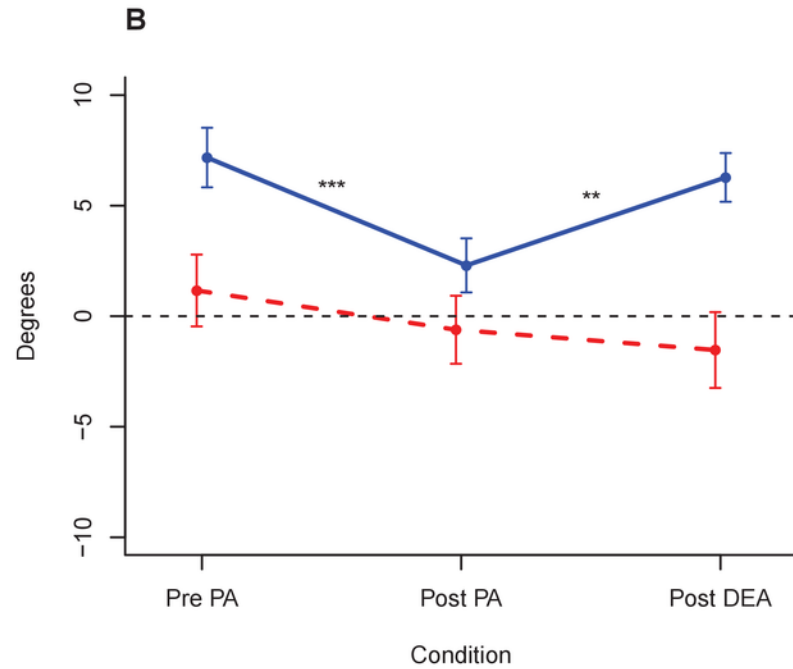 B
10
5
0
−5
−10
Degrees
***
**
Pre PA
Post PA
Post DEA
Condition